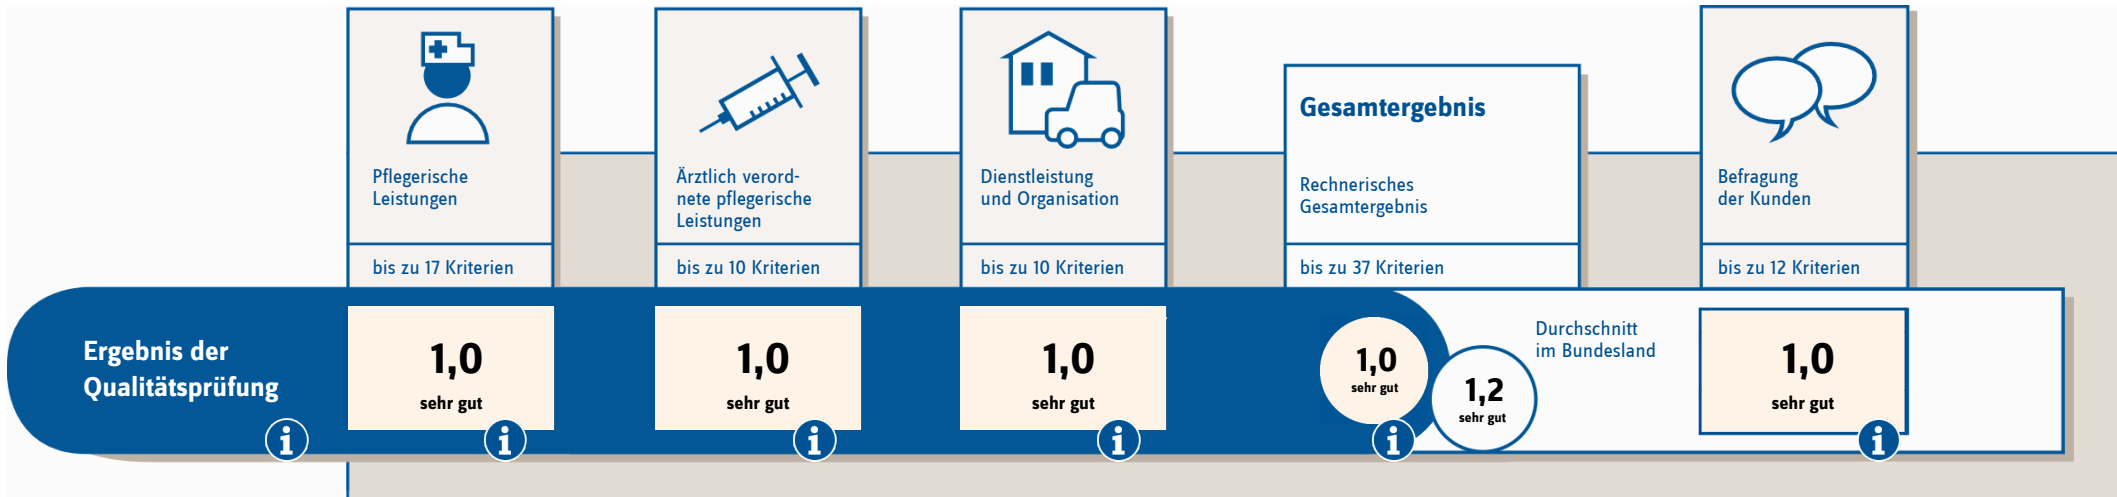 Pflegerische
Leistungen
bis zu 17 Kriterien
Ärztlich verord-
nete pflegerische
Leistungen
bis zu 10 Kriterien
Dienstleistung
und Organisation
bis zu 10 Kriterien
Gesamtergebnis
Rechnerisches
Gesamtergebnis
bis zu 37 Kriterien
Befragung
der Kunden
bis zu 12 Kriterien
Ergebnis der
Qualitätsprüfung
i
1,0
sehr gut
i
1,0
sehr gut
i
1,0
sehr gut
i
1,0
sehr gut
i
1,2
sehr gut
Durchschnitt
im Bundesland
1,0
sehr gut
i